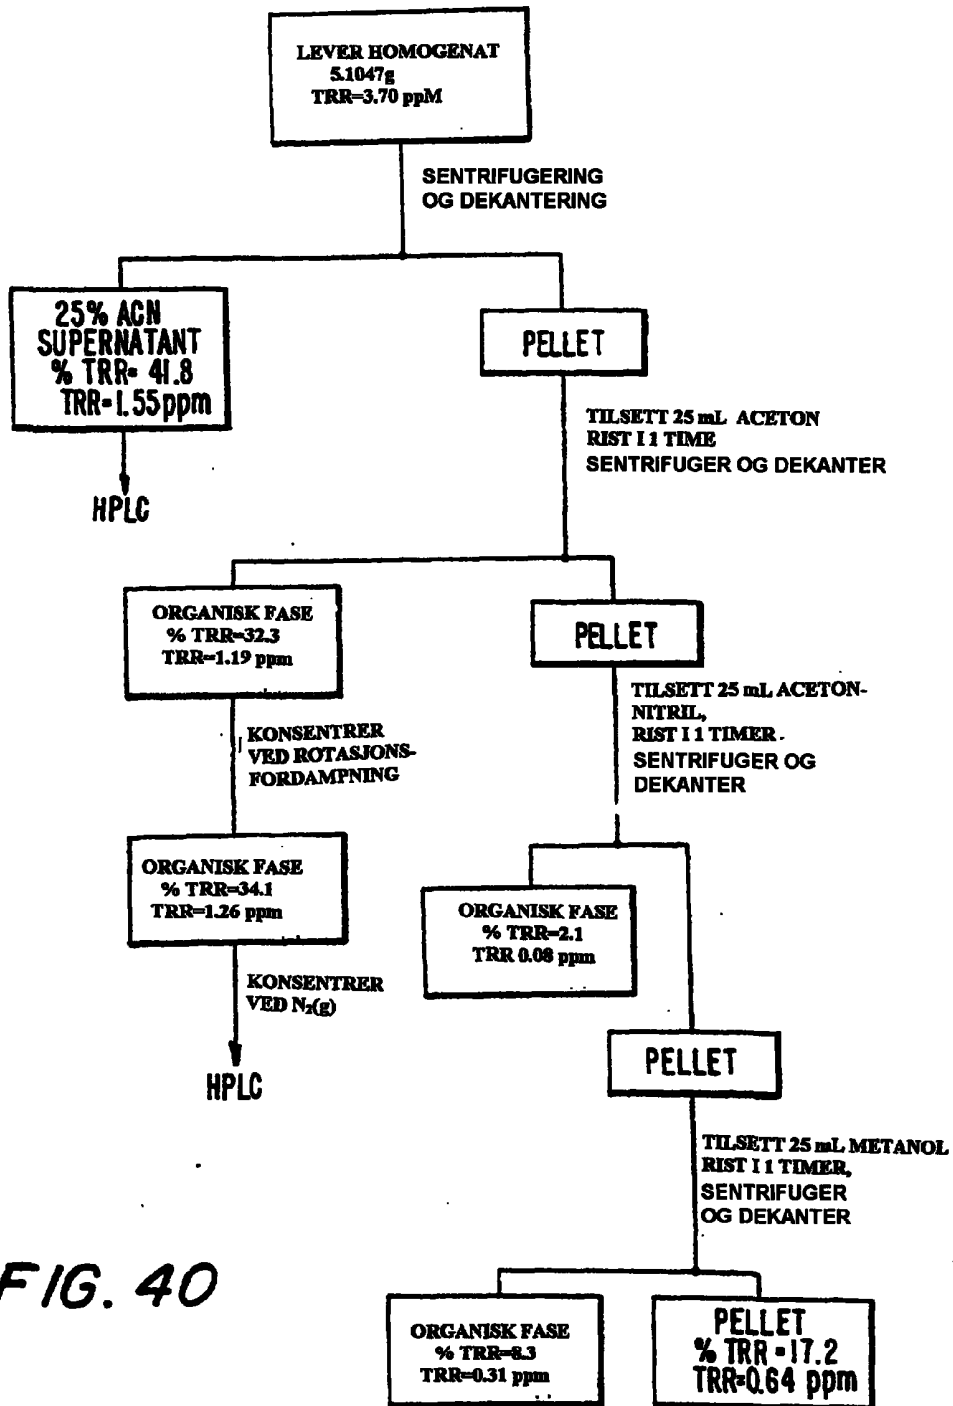 LEVER HOMOGENAT
5.1047g
TRR=3.70 ppM
SENTRIFUGERING
OG DEKANTERING
25% ACN
SUPERNATANT
% TRR= 41.8
TRR=1.55ppm
HPLC
PELLET
TILSETT 25 mL ACETON
RIST I 1 TIME
SENTRIFUGER OG DEKANTER
ORGANISK FASE
% TRR=32.3
TRR=1.19 ppm
KONSENTRER
VED ROTASJONS-
FORDAMPNING
ORGANISK FASE
% TRR=34.1
TRR=1.26 ppm
KONSENTRER
VED N₂(g)
HPLC
PELLET
TILSETT 25 mL ACETON-
NITRIL,
RIST I 1 TIMER.
SENTRIFUGER OG
DEKANTER
ORGANISK FASE
% TRR=2.1
TRR 0.08 ppm
PELLET
TILSETT 25 mL METANOL
RIST I 1 TIMER,
SENTRIFUGER
OG DEKANTER
ORGANISK FASE
% TRR=8.3
TRR=0.31 ppm
PELLET
% TRR =17.2
TRR=0.64 ppm
FIG. 40